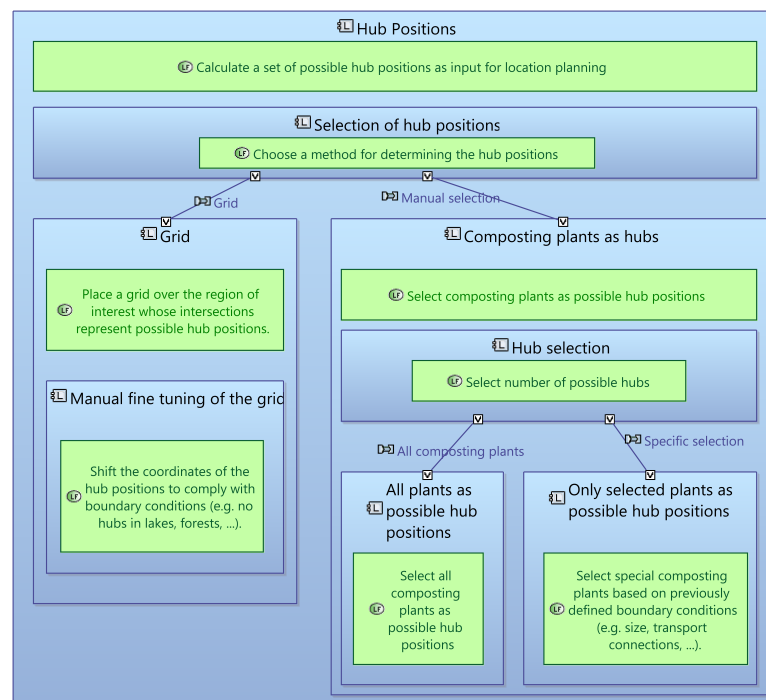 Hub Positions
Calculate a set of possible hub positions as input for location planning
Selection of hub positions
Choose a method for determining the hub positions
Grid
Manual selection
Grid
Place a grid over the region of
interest whose intersections
represent possible hub positions.
Manual fine tuning of the grid
Shift the coordinates of the
hub positions to comply with
boundary conditions (e.g. no
hubs in lakes, forests, ...).
Composting plants as hubs
Select composting plants as possible hub positions
Hub selection
Select number of possible hubs
All composting plants
Specific selection
All plants as
possible hub
positions
Select all
composting
plants as
possible hub
positions
Only selected plants as
possible hub positions
Select special composting
plants based on previously
defined boundary conditions
(e.g. size, transport
connections, ...).